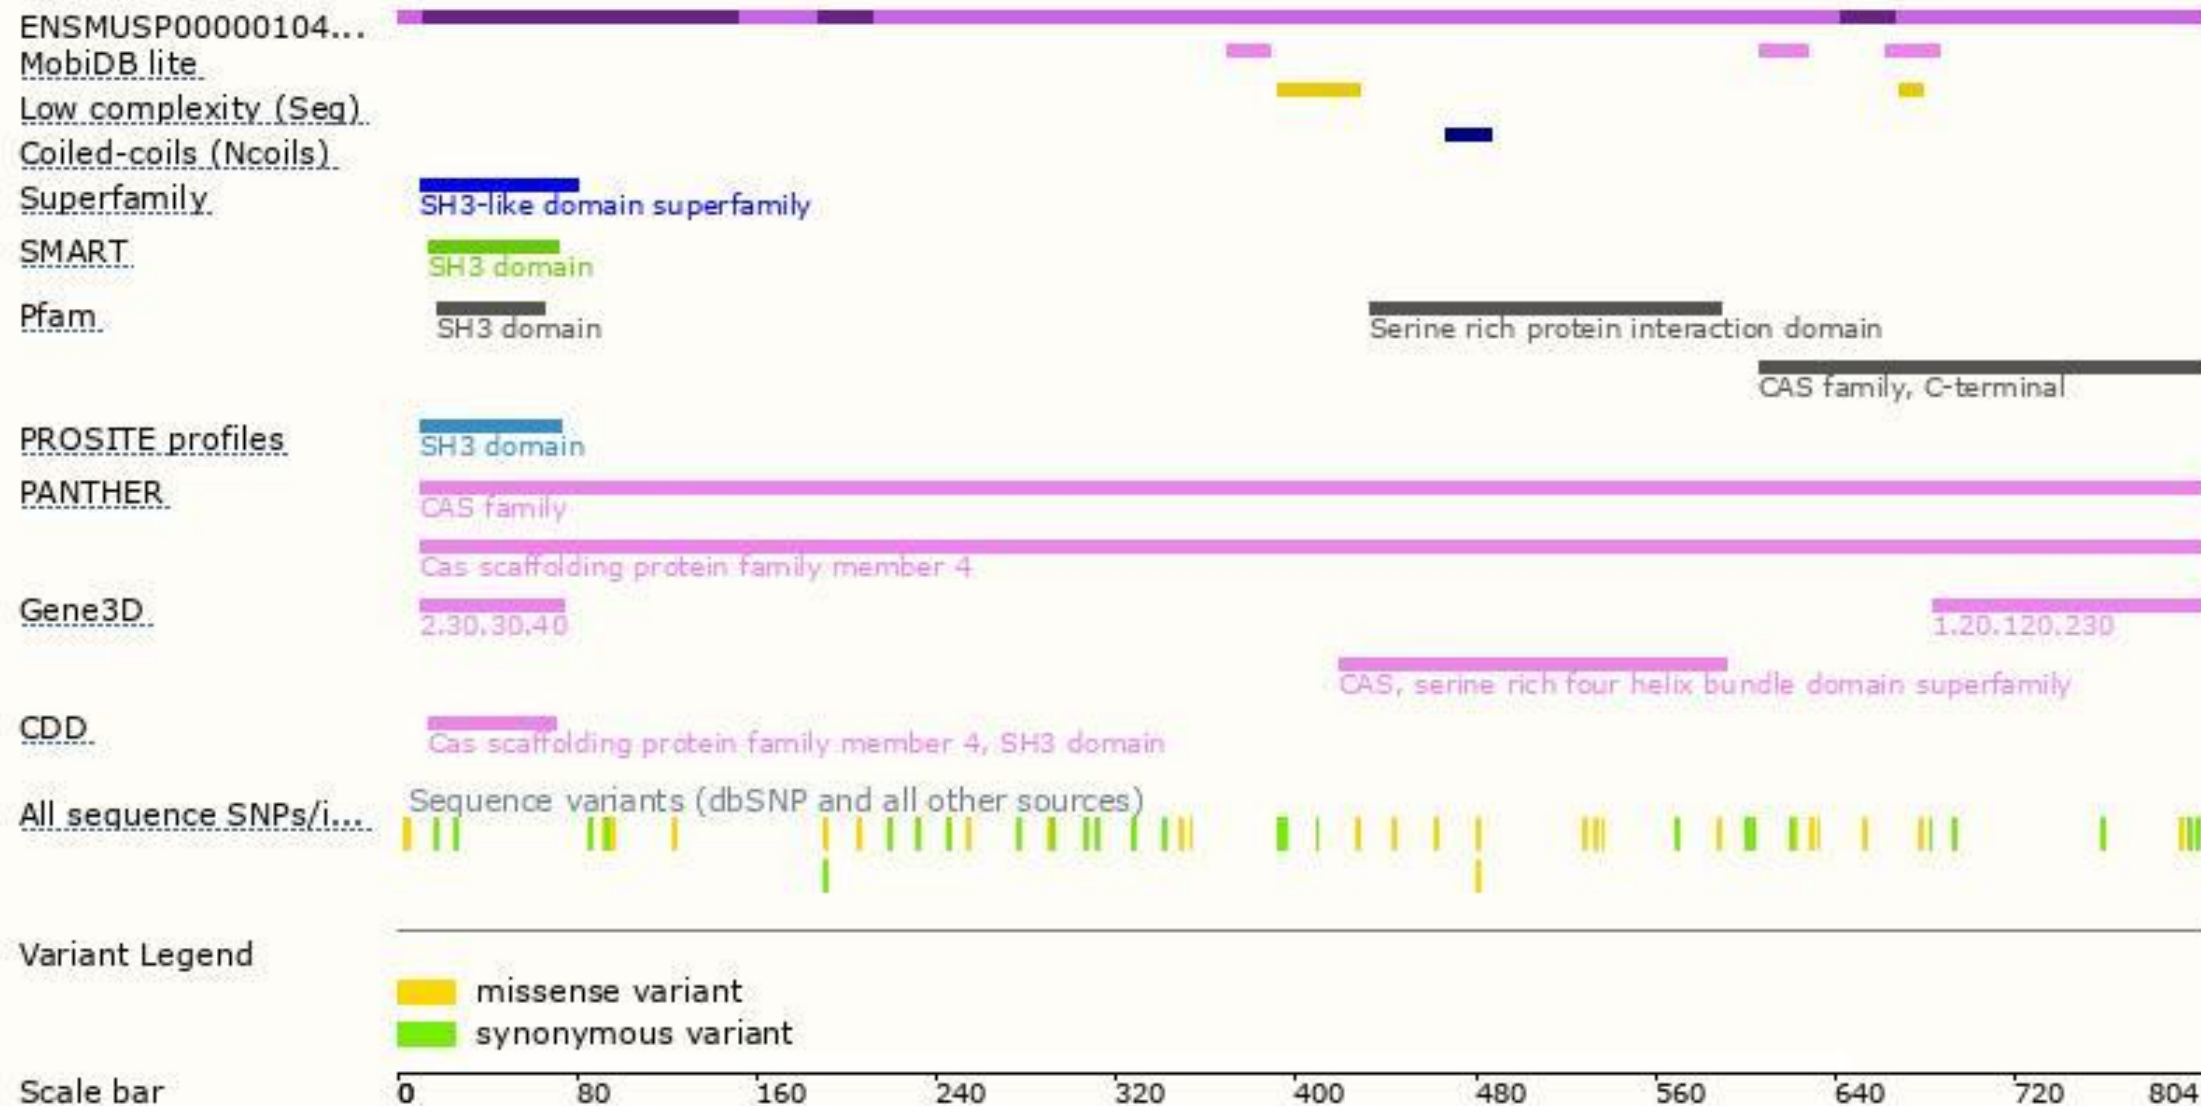 ENSMUSP00000104...
MobiDB lite
Low complexity (Seg)
Coiled-coils (Ncoils)
Superfamily
SH3-like domain superfamily
SMART
SH3 domain
Pfam
SH3 domain
Serine rich protein interaction domain
CAS family, C-terminal
PROSITE profiles
SH3 domain
PANTHER
CAS family
Cas scaffolding protein family member 4
Gene3D
2.30.30.40
1.20.120.230
CAS, serine rich four helix bundle domain superfamily
CDD
Cas scaffolding protein family member 4, SH3 domain
Sequence variants (dbSNP and all other sources)
All sequence SNPs/i...
Variant Legend
missense variant
synonymous variant
Scale bar 0 80 160 240 320 400 480 560 640 720 804